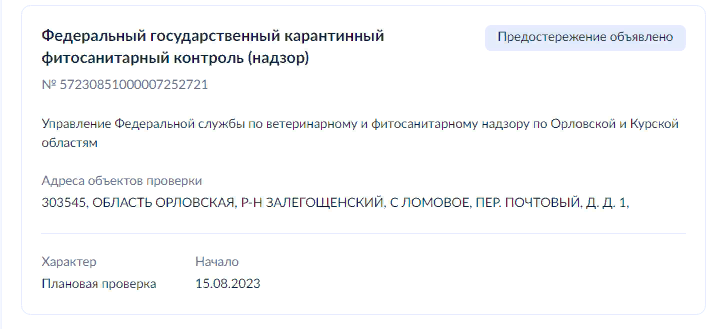 Федеральный государственный карантинный
Предостережение объявлено
фитосанитарный контроль (надзор)
№ 57230851000007252721
Управление Федеральной службы по ветеринарному и фитосанитарному надзору по Орловской и Курской
областям
Адреса объектов проверки
303545, ОБЛАСТЬ ОРЛОВСКАЯ, Р-Н ЗАЛЕГОЩЕНСКИЙ, С ЛОМОВОЕ, ПЕР. ПОЧТОВЫЙ, Д. Д. 1,
Характер
Начало
Плановая проверка
15.08.2023